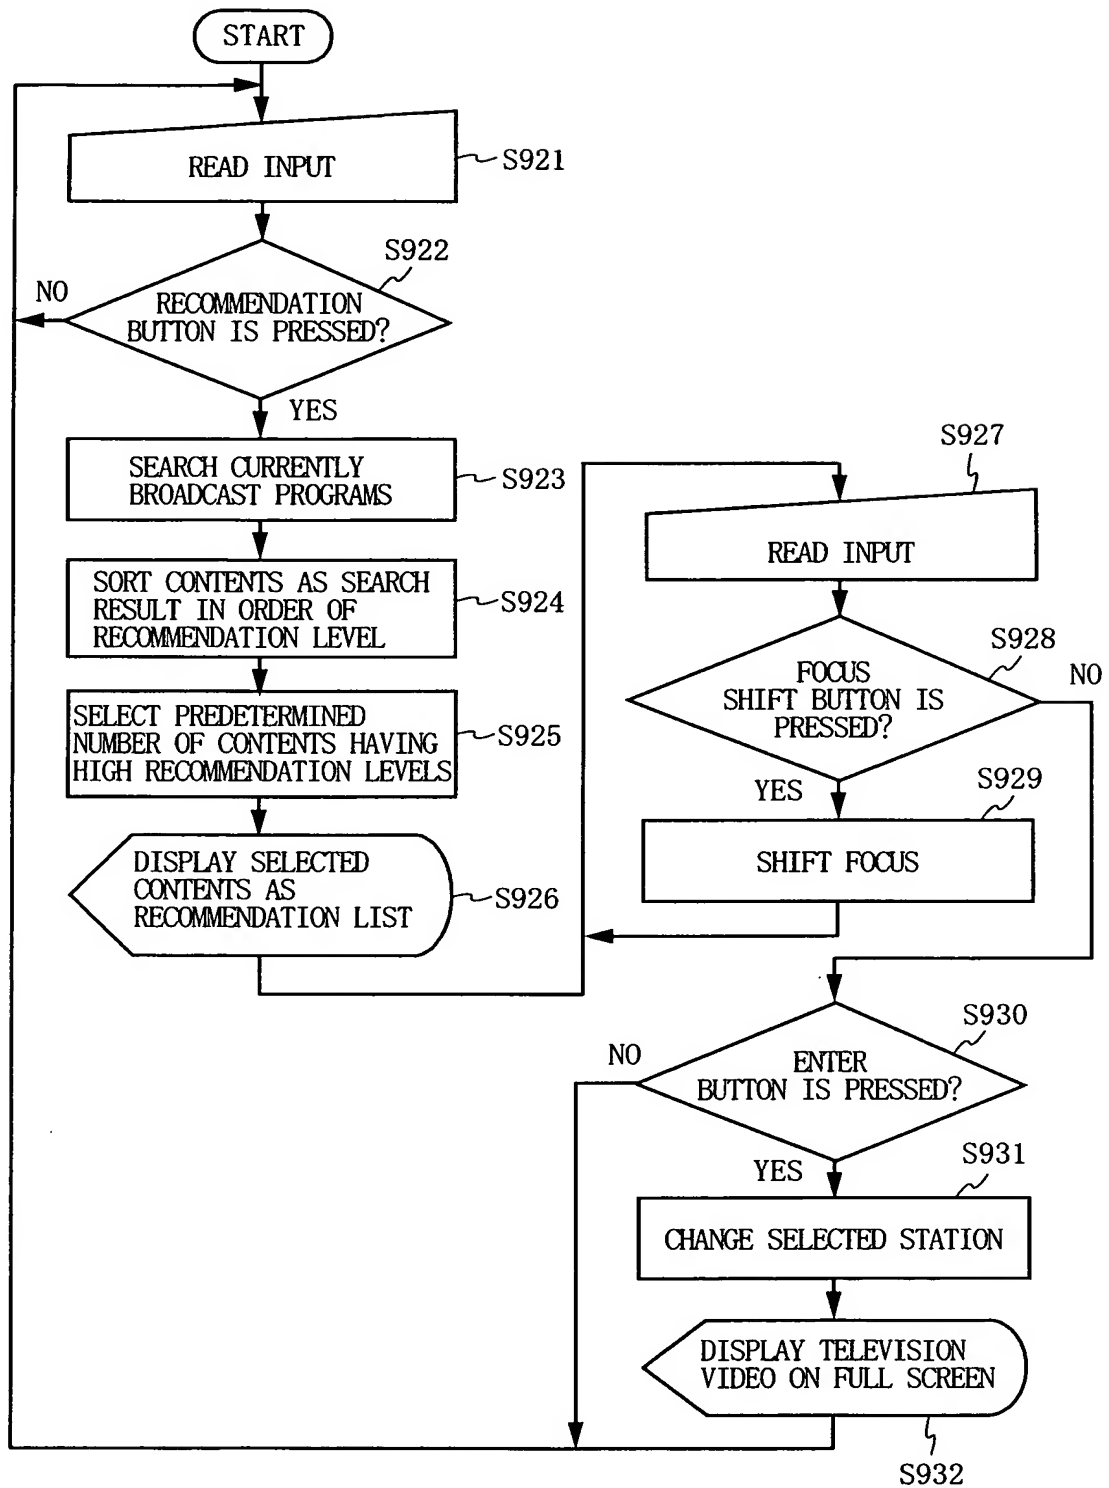 START
READ INPUT
S921
S922
NO
RECOMMENDATION
BUTTON IS PRESSED?
YES
SEARCH CURRENTLY
BROADCAST PROGRAMS
S923
SORT CONTENTS AS SEARCH
RESULT IN ORDER OF
RECOMMENDATION LEVEL
S924
SELECT PREDETERMINED
NUMBER OF CONTENTS HAVING
HIGH RECOMMENDATION LEVELS
S925
DISPLAY SELECTED
CONTENTS AS
RECOMMENDATION LIST
S926
S927
READ INPUT
S928
NO
FOCUS
SHIFT BUTTON IS
PRESSED?
YES
S929
SHIFT FOCUS
S930
NO
ENTER
BUTTON IS PRESSED?
YES
S931
CHANGE SELECTED STATION
DISPLAY TELEVISION
VIDEO ON FULL SCREEN
S932